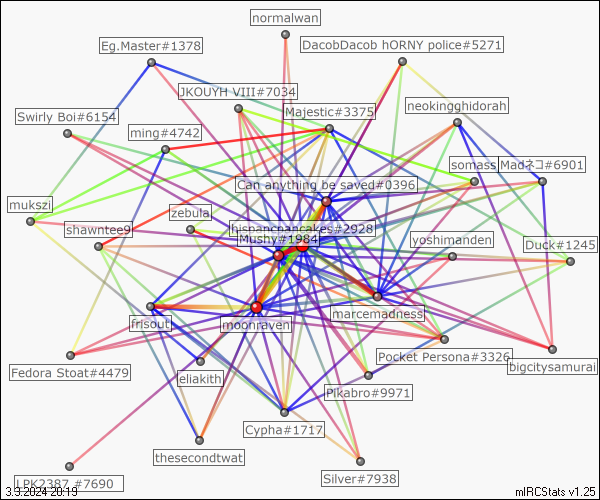 normalwan
Eg.Master#1378
DacobDacob hORNY police#5271
JKOUYH VIII#7034
Majestic#3375
neokingghidorah
Swirly Boi#6154
ming#4742
somass
Madネコ#6901
Can anything be saved#0396
mukszi
zebula
shawntee9
hispancpancakes#2928
Mushy#1984
yoshimanden
Duck#1245
frisout
moonraven
marcemadness
Pocket Persona#3326
bigcitysamurai
Fedora Stoat#4479
eliakith
Pikabro#9971
Cypha#1717
thesecondtwat
LPK2387 #7690
Silver#7938
3.3.2024 20:19
mIRCStats v1.25